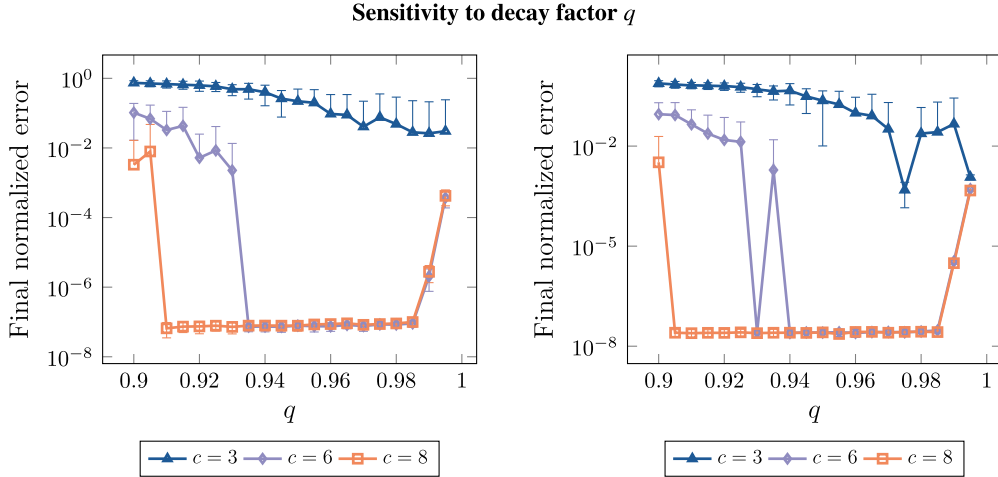 Sensitivity to decay factor q
Final normalized error
10^0
10^−2
10^−4
10^−6
10^−8
0.9 0.92 0.94 0.96 0.98 1
q
c = 3 c = 6 c = 8
Final normalized error
10^−2
10^−5
10^−8
0.9 0.92 0.94 0.96 0.98 1
q
c = 3 c = 6 c = 8